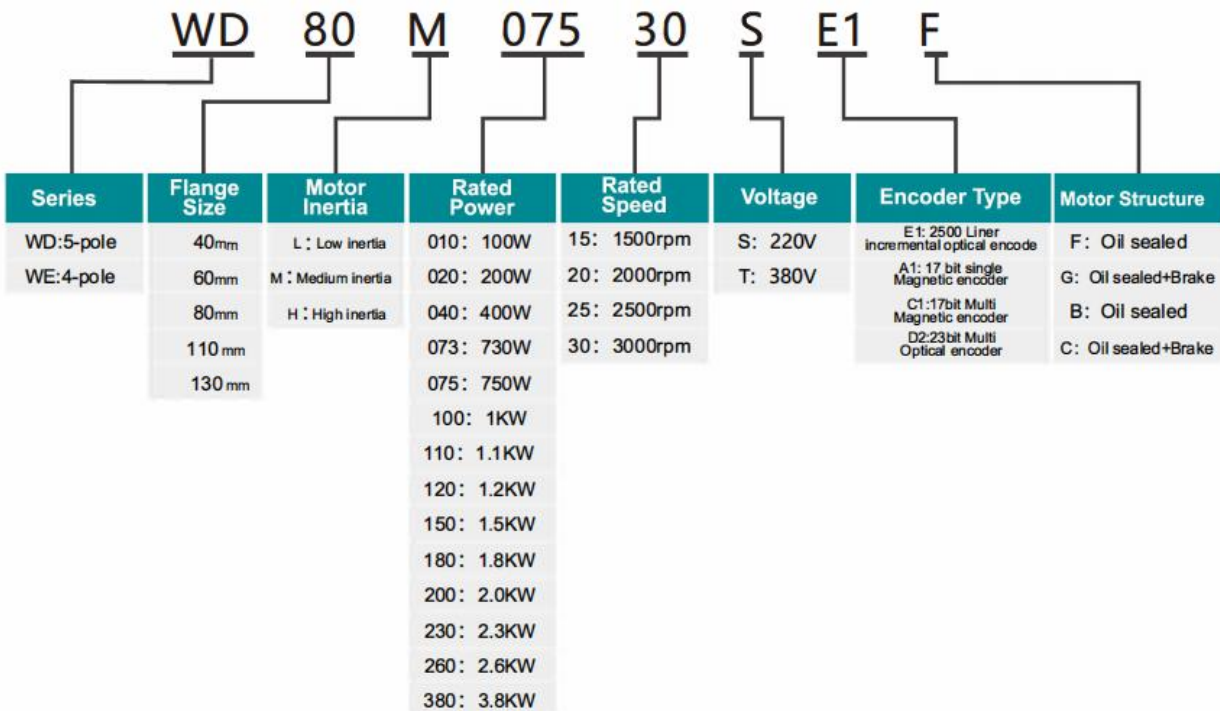 WD 80 M 075 30 S E1 F
Series
WD:5-pole
WE:4-pole
Flange
Size
40mm
60mm
80mm
110 mm
130 mm
Motor
Inertia
L：Low inertia
M：Medium inertia
H：High inertia
Rated
Power
010：100W
020：200W
040：400W
073：730W
075：750W
100：1KW
110：1.1KW
120：1.2KW
150：1.5KW
180：1.8KW
200：2.0KW
230：2.3KW
260：2.6KW
380：3.8KW
Rated
Speed
15：1500rpm
20：2000rpm
25：2500rpm
30：3000rpm
Voltage
S：220V
T：380V
Encoder Type
E1: 2500 Liner
incremental optical encode
A1: 17 bit single
Magnetic encoder
C1:17bit Multi
Magnetic encoder
D2:23bit Multi
Optical encoder
Motor Structure
F：Oil sealed
G：Oil sealed+Brake
B：Oil sealed
C：Oil sealed+Brake